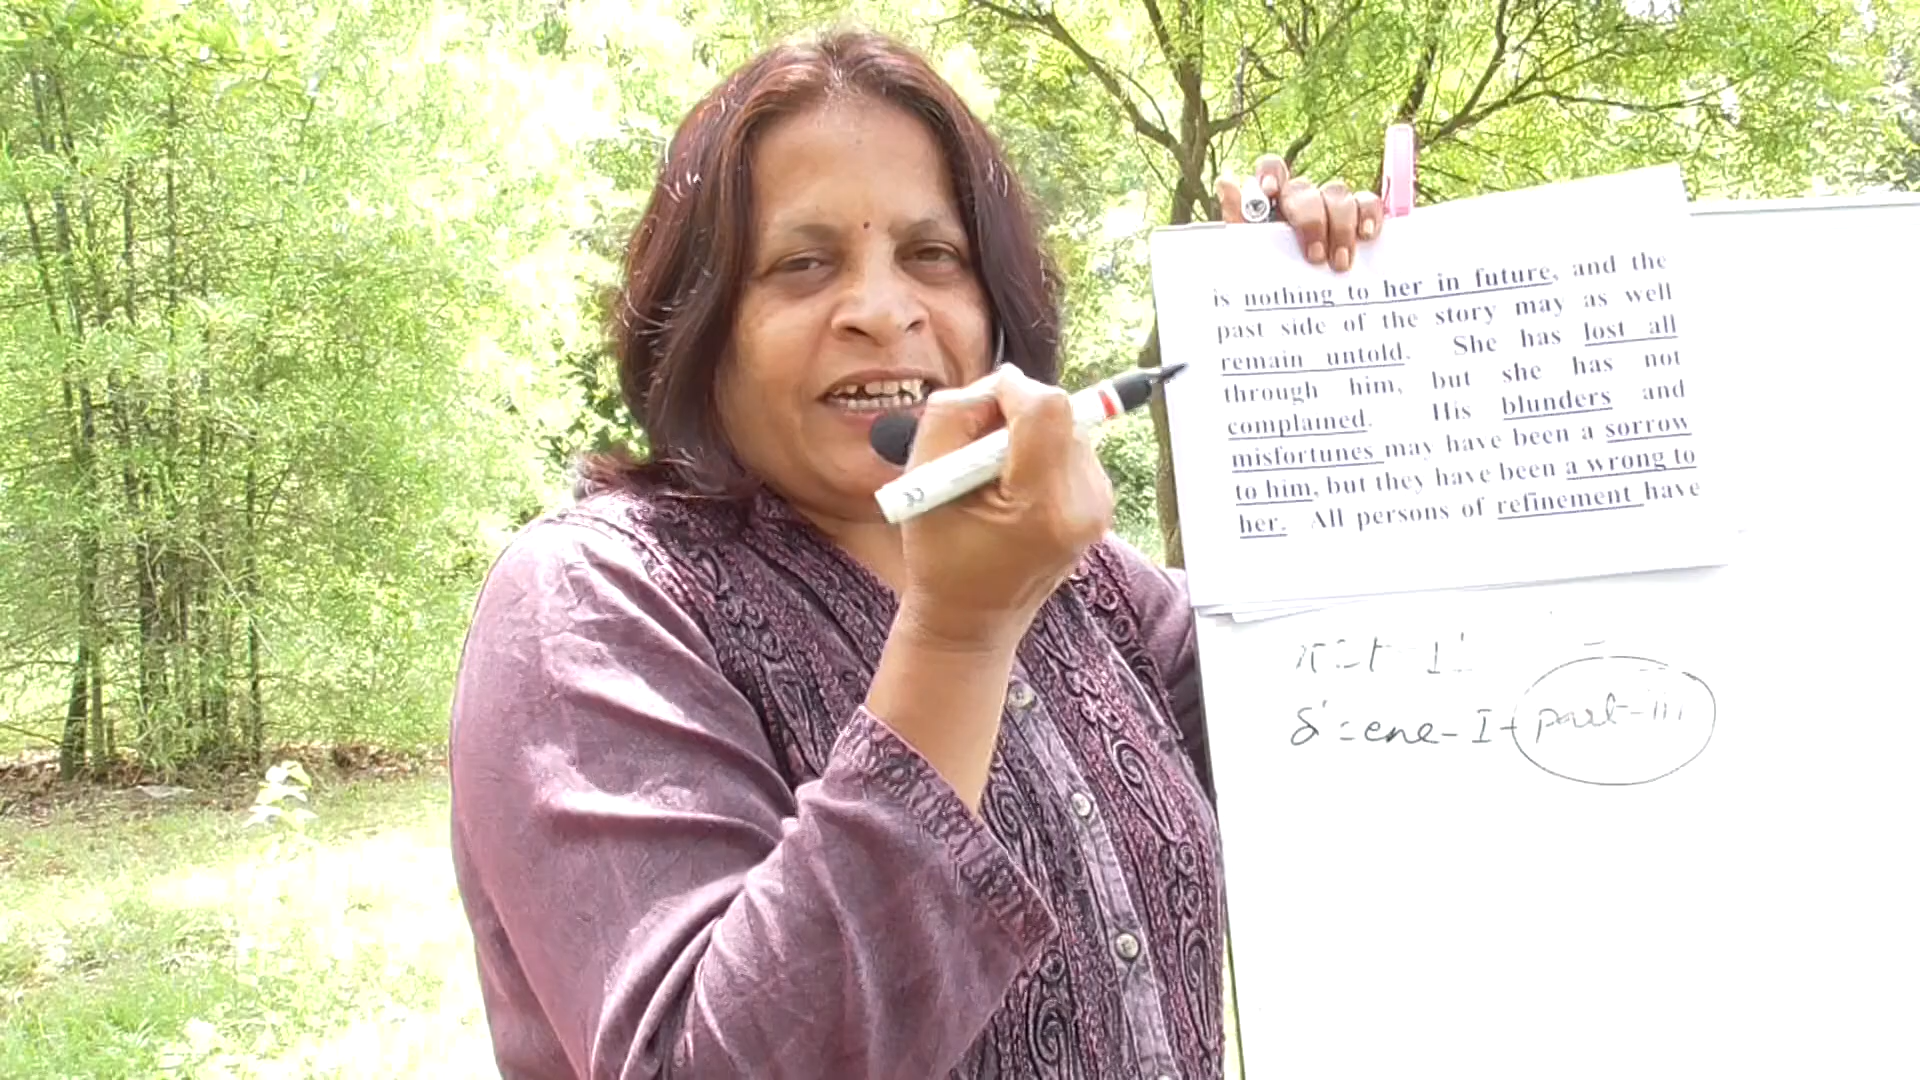 is nothing to her in future, and the
past side of the story may as well
remain untold. She has lost all
through him, but she has not
complained. His blunders and
misfortunes may have been a sorrow
to him, but they have been a wrong to
her. All persons of refinement have
ene - I - part - iii